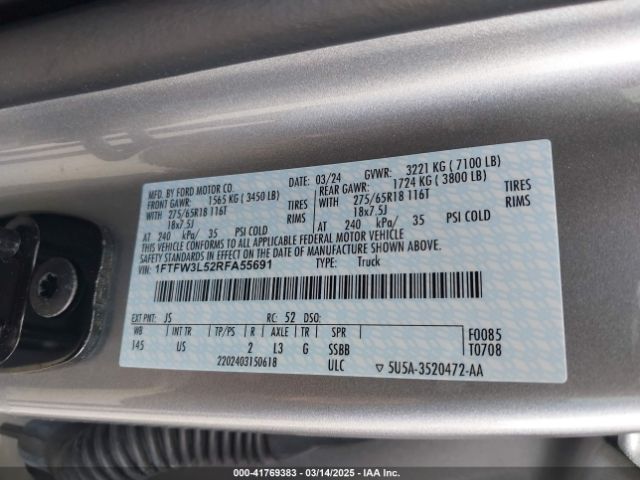 MFD. BY FORD MOTOR CO.
DATE: 03/24 GVWR: 3221 KG ( 7100 LB)
FRONT GAWR: 1565 KG ( 3450 LB) REAR GAWR: 1724 KG ( 3800 LB)
WITH 275/65R18 116T TIRES WITH 275/65R18 116T TIRES
18x7.5J RIMS 18x7.5J RIMS
AT 240 kPa/ 35 PSI COLD AT 240 kPa/ 35 PSI COLD
THIS VEHICLE CONFORMS TO ALL APPLICABLE FEDERAL MOTOR VEHICLE
SAFETY STANDARDS IN EFFECT ON THE DATE OF MANUFACTURE SHOWN ABOVE.
VIN: 1FTFW3L52RFA55691 TYPE: Truck
EXT PNT: JS RC: 52 DSO:
WB INT TR TP/PS R AXLE TR SPR F0085
145 US 2 L3 G SSBB T0708
2202403150618 ULC ▽ 5U5A-3520472-AA
000-41769383 - 03/14/2025 - IAA Inc.